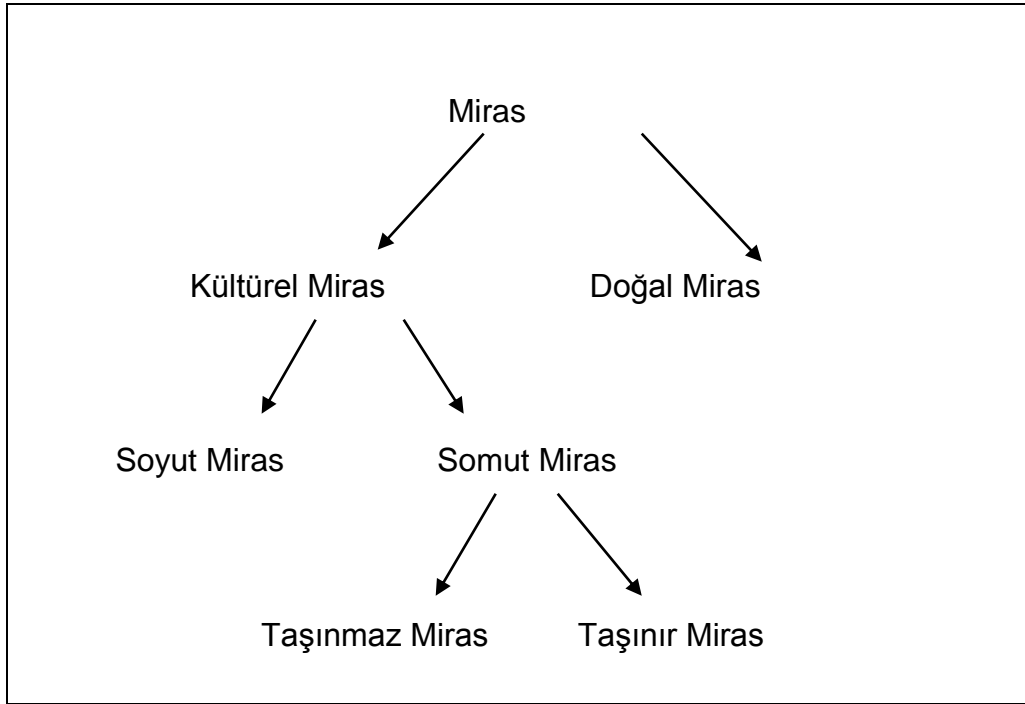 Miras
Kültürel Miras
Doğal Miras
Soyut Miras
Somut Miras
Taşınmaz Miras
Taşınır Miras